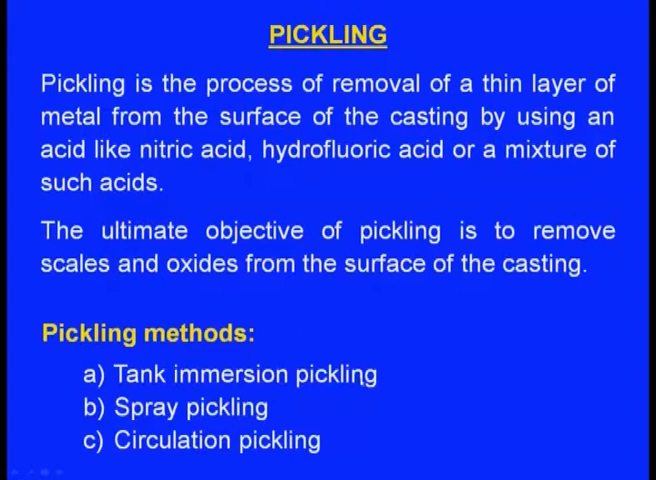 PICKLING
Pickling is the process of removal of a thin layer of
metal from the surface of the casting by using an
acid like nitric acid, hydrofluoric acid or a mixture of
such acids.
The ultimate objective of pickling is to remove
scales and oxides from the surface of the casting.
Pickling methods:
a) Tank immersion pickling
b) Spray pickling
c) Circulation pickling